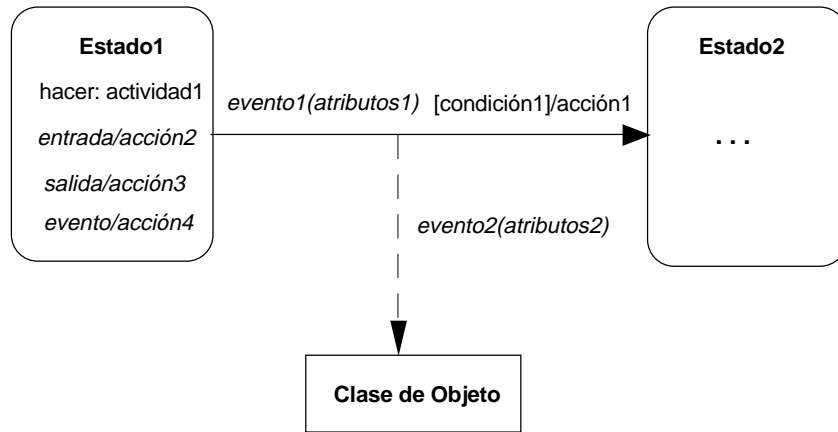 Estado1
hacer: actividad1
entrada/acción2
salida/acción3
evento/acción4
evento1(atributos1) [condición1]/acción1
evento2(atributos2)
Estado2
. . .
Clase de Objeto